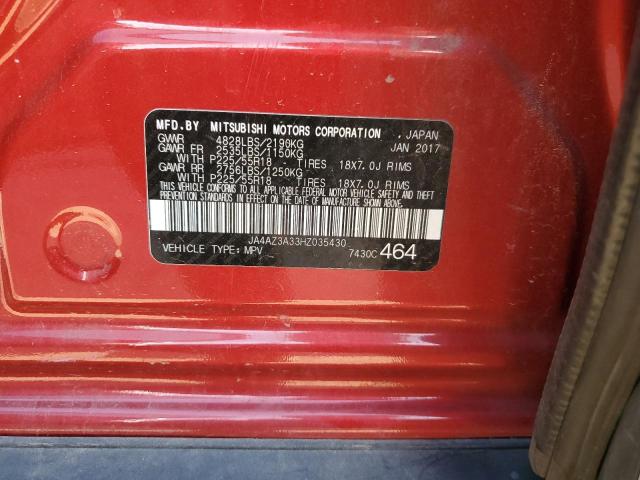 MFD.BY MITSUBISHI MOTORS CORPORATION . JAPAN
GVWR 4828LBS/2190KG JAN 2017
GAWR FR 2535LBS/1150KG
WITH P225/55R18 TIRES 18X7.0J RIMS
GAWR RR 2756LBS/1250KG
WITH P225/55R18 TIRES 18X7.0J RIMS
THIS VEHICLE CONFORMS TO ALL APPLICABLE FEDERAL MOTOR VEHICLE SAFETY AND THEFT
PREVENTION STANDARDS IN EFFECT ON THE DATE OF MANUFACTURE SHOWN ABOVE.
JA4AZ3A33HZ035430
VEHICLE TYPE: MPV 7430C 464